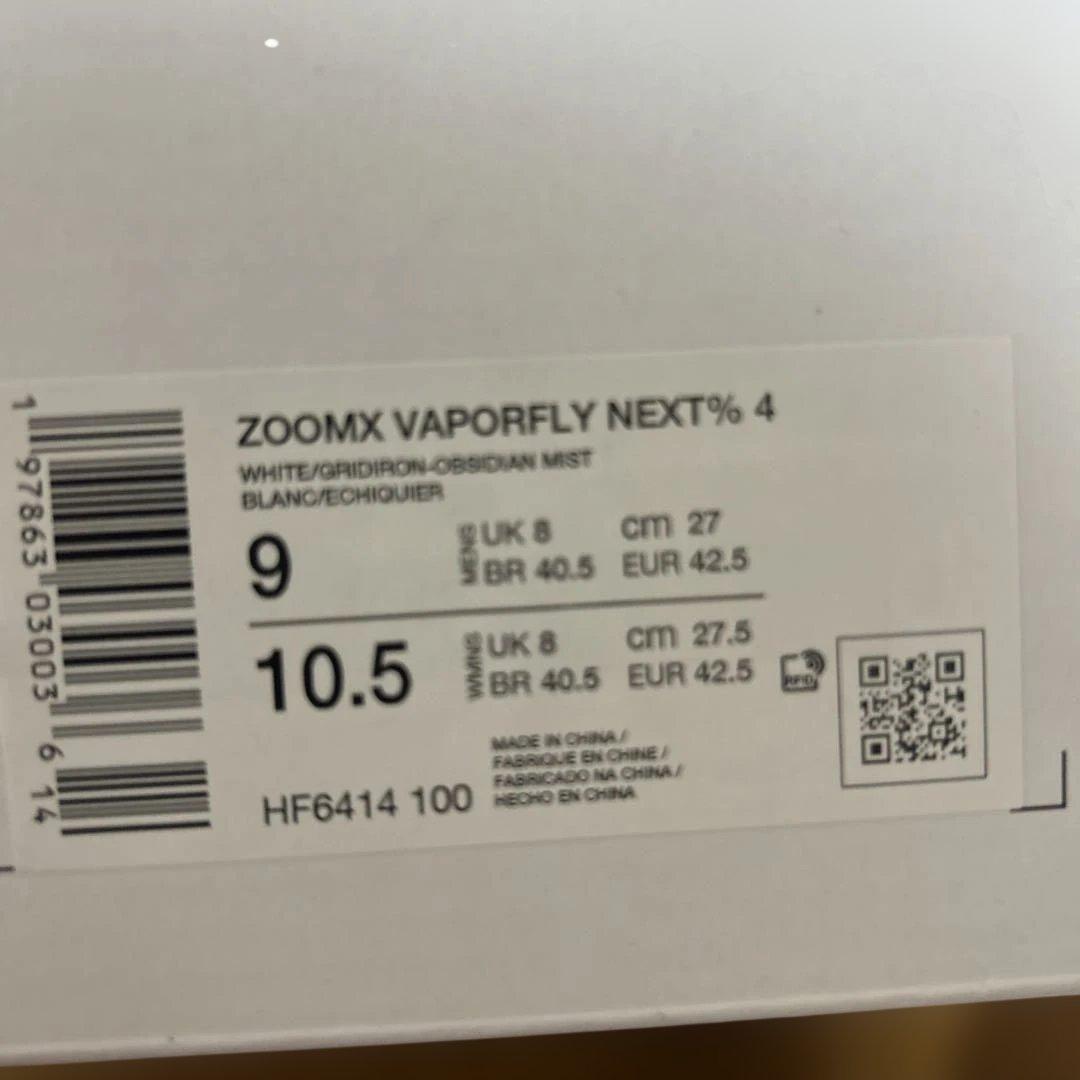 ZOOMX VAPORFLY NEXT% 4
WHITE/GRIDIRON-OBSIDIAN MIST
BLANC/ECHIQUIER
9 MENS UK 8 cm 27
BR 40.5 EUR 42.5
10.5 WMNS UK 8 cm 27.5
BR 40.5 EUR 42.5
RFID
MADE IN CHINA /
FABRIQUE EN CHINE /
FABRICADO NA CHINA /
HECHO EN CHINA
HF6414 100
1 97863 03003 6 14